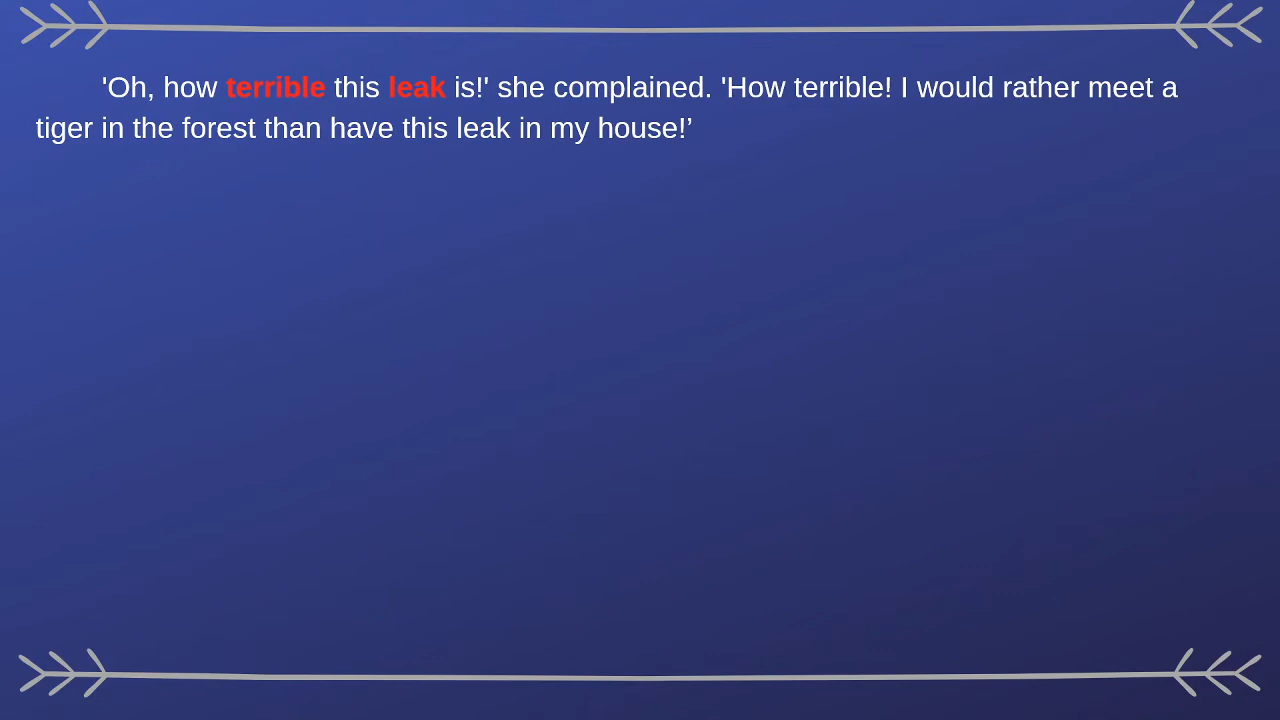 'Oh, how terrible this leak is!' she complained. 'How terrible! I would rather meet a
tiger in the forest than have this leak in my house!’